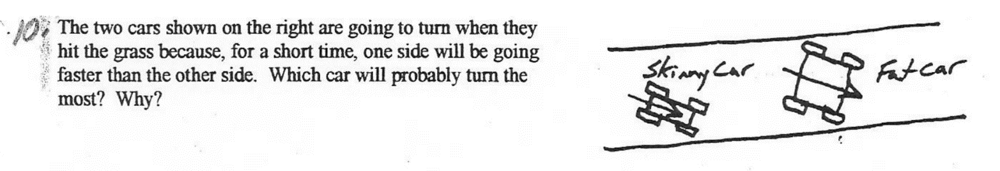 10. The two cars shown on the right are going to turn when they
hit the grass because, for a short time, one side will be going
faster than the other side. Which car will probably turn the
most? Why?
Skinny Car
Fat car